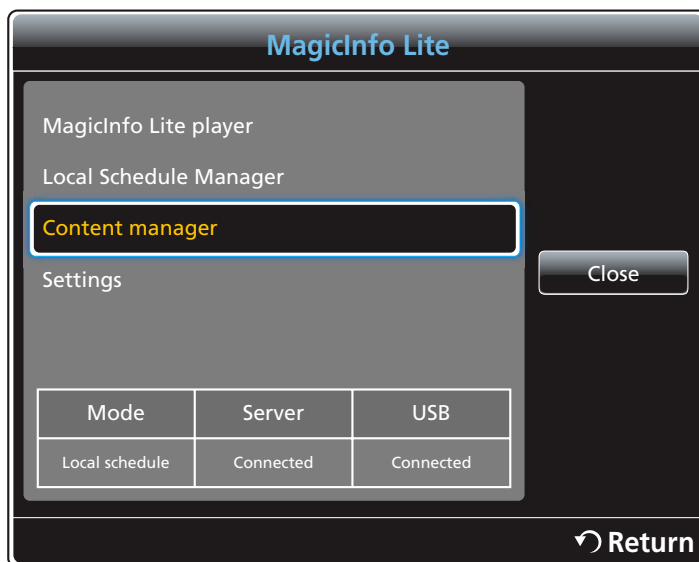 MagicInfo Lite
MagicInfo Lite player
Local Schedule Manager
Content manager
Settings
Close
Mode Server USB
Local schedule Connected Connected
Return